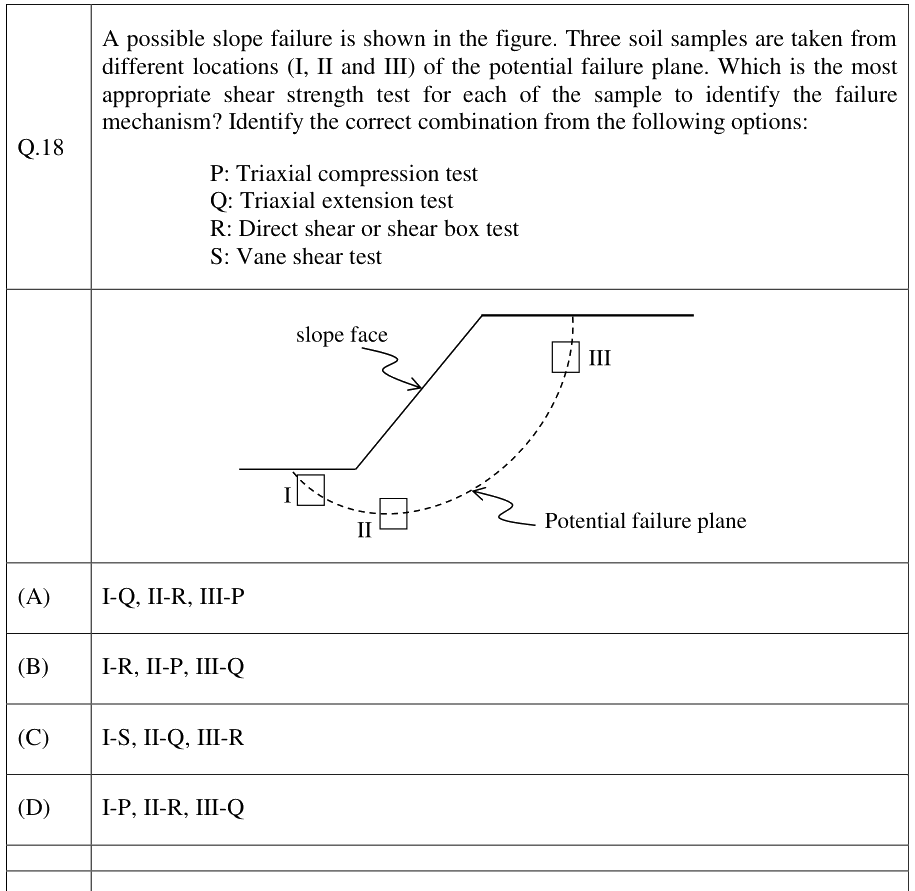 A possible slope failure is shown in the figure. Three soil samples are taken from
different locations (I, II and III) of the potential failure plane. Which is the most
appropriate shear strength test for each of the sample to identify the failure
mechanism? Identify the correct combination from the following options:
Q.18
P: Triaxial compression test
Q: Triaxial extension test
R: Direct shear or shear box test
S: Vane shear test
slope face
III
I
II
Potential failure plane
(A) I-Q, II-R, III-P
(B) I-R, II-P, III-Q
(C) I-S, II-Q, III-R
(D) I-P, II-R, III-Q